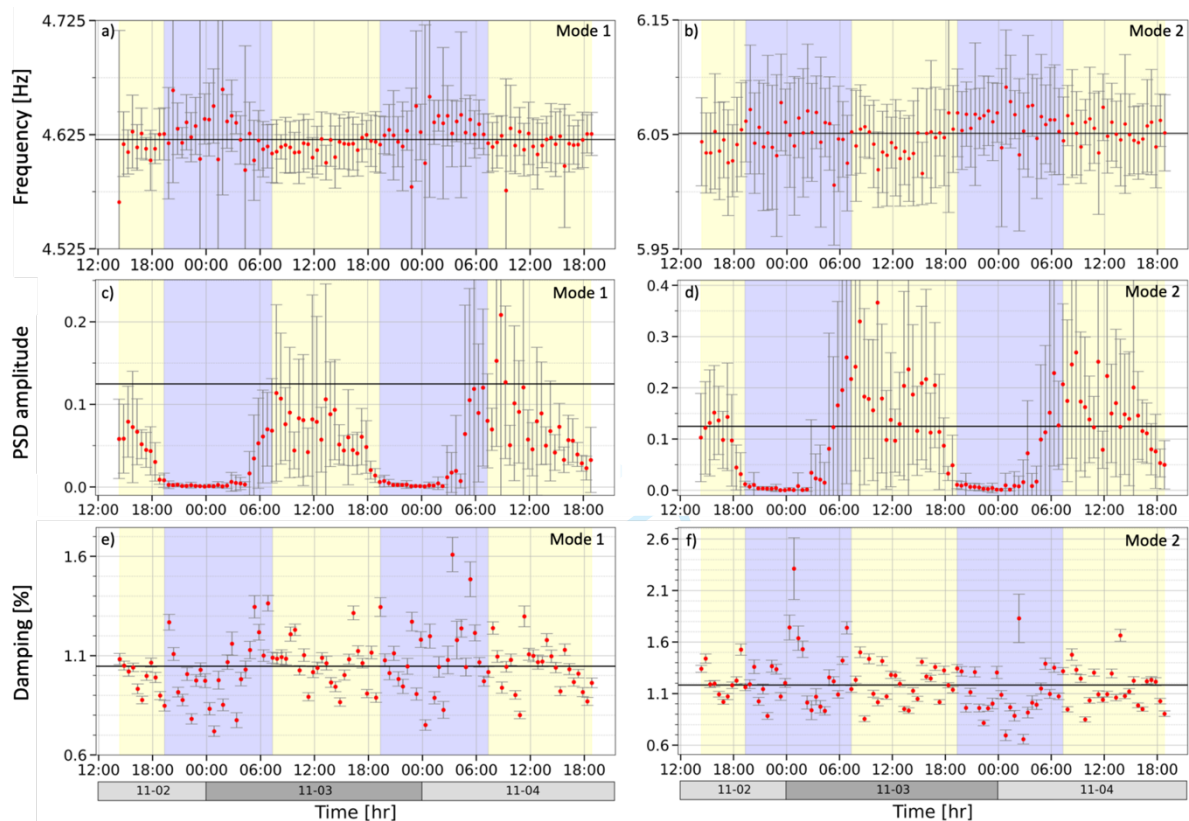 a) Mode 1
4.725
4.625
4.525
Frequency [Hz]
12:00 18:00 00:00 06:00 12:00 18:00 00:00 06:00 12:00 18:00
b) Mode 2
6.15
6.05
5.95
12:00 18:00 00:00 06:00 12:00 18:00 00:00 06:00 12:00 18:00
c) Mode 1
0.2
0.1
0.0
PSD amplitude
12:00 18:00 00:00 06:00 12:00 18:00 00:00 06:00 12:00 18:00
d) Mode 2
0.4
0.3
0.2
0.1
0.0
12:00 18:00 00:00 06:00 12:00 18:00 00:00 06:00 12:00 18:00
e) Mode 1
1.6
1.1
0.6
Damping [%]
12:00 18:00 00:00 06:00 12:00 18:00 00:00 06:00 12:00 18:00
11-02 11-03 11-04
Time [hr]
f) Mode 2
2.6
2.1
1.6
1.1
0.6
12:00 18:00 00:00 06:00 12:00 18:00 00:00 06:00 12:00 18:00
11-02 11-03 11-04
Time [hr]